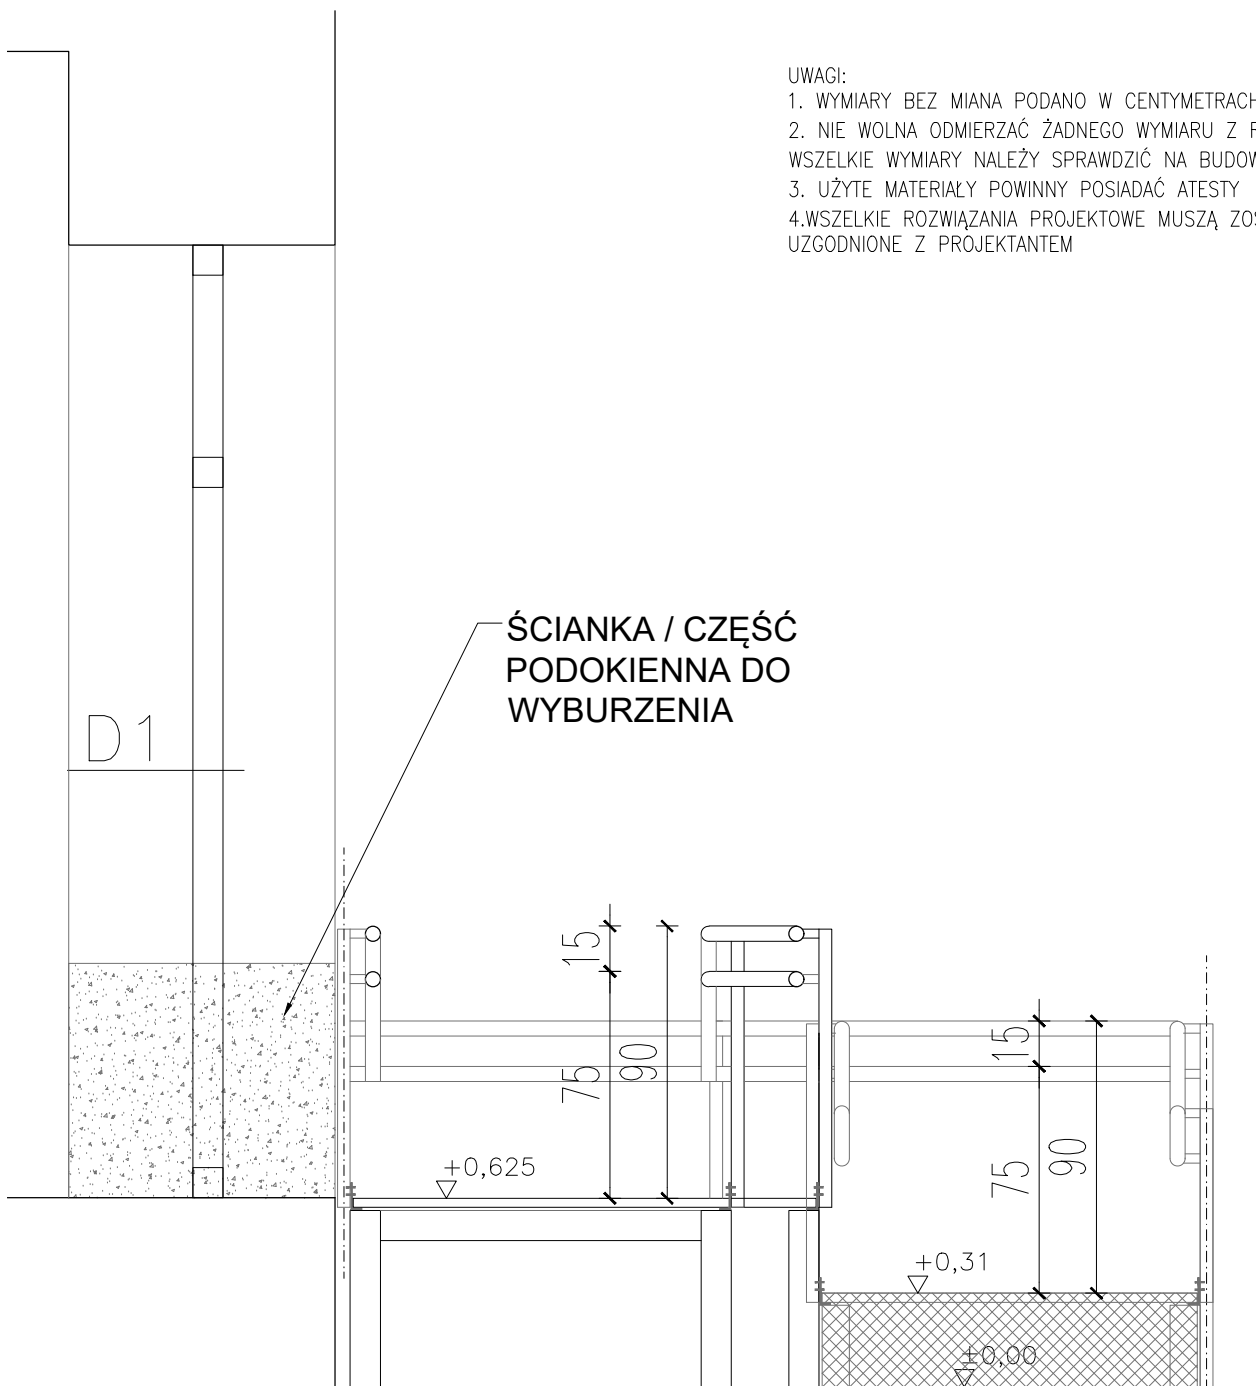 UWAGI:
1. WYMIARY BEZ MIANA PODANO W CENTYMETRACH
2. NIE WOLNA ODMIERZAĆ ŻADNEGO WYMIARU Z
WSZELKIE WYMIARY NALEŻY SPRAWDZIĆ NA
3. UŻYTE MATERIAŁY POWINNY POSIADAĆ ATESTY
4.WSZELKIE ROZWIĄZANIA PROJEKTOWE MUSZĄ
UZGODNIONE Z PROJEKTANTEM
ŚCIANKA / CZĘŚĆ
PODOKIENNA DO
WYBURZENIA
D1
15
75
90
+0,625
15
75
90
+0,31
±0,00